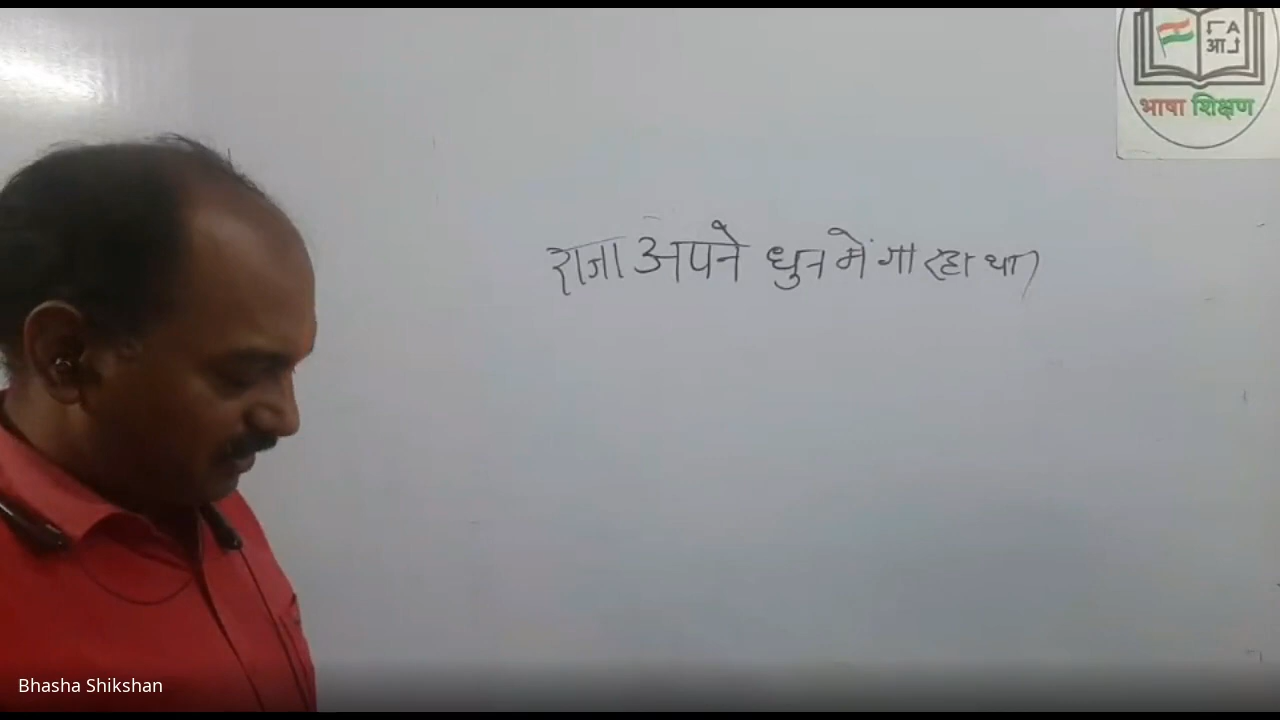 A
आ
भाषा शिक्षण
राजा अपने धुन में गा रहा था
Bhasha Shikshan